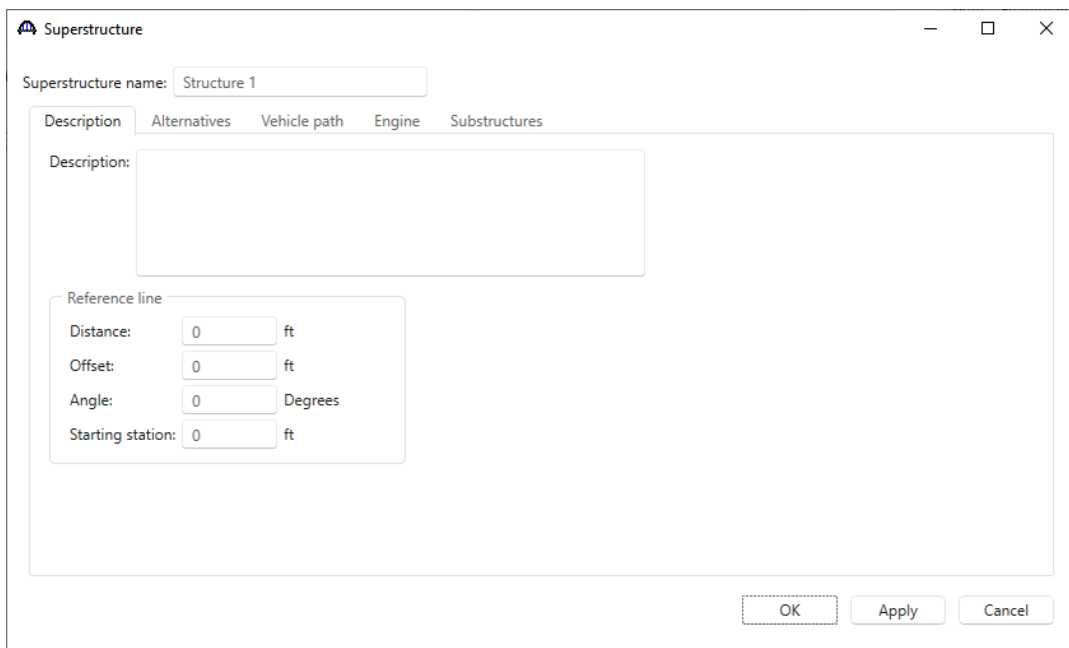 Superstructure
Superstructure name: Structure 1
Description Alternatives Vehicle path Engine Substructures
Description:
Reference line
Distance: 0 ft
Offset: 0 ft
Angle: 0 Degrees
Starting station: 0 ft
OK Apply Cancel